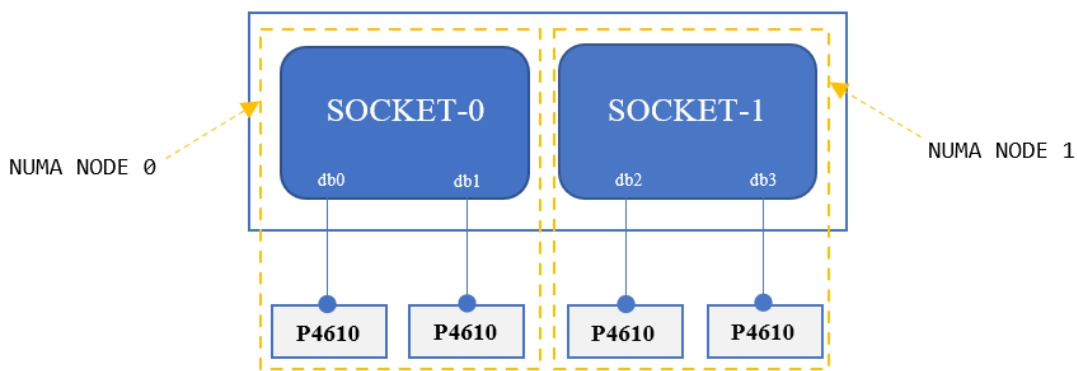 SOCKET-0
SOCKET-1
NUMA NODE 0
NUMA NODE 1
db0
db1
db2
db3
P4610
P4610
P4610
P4610